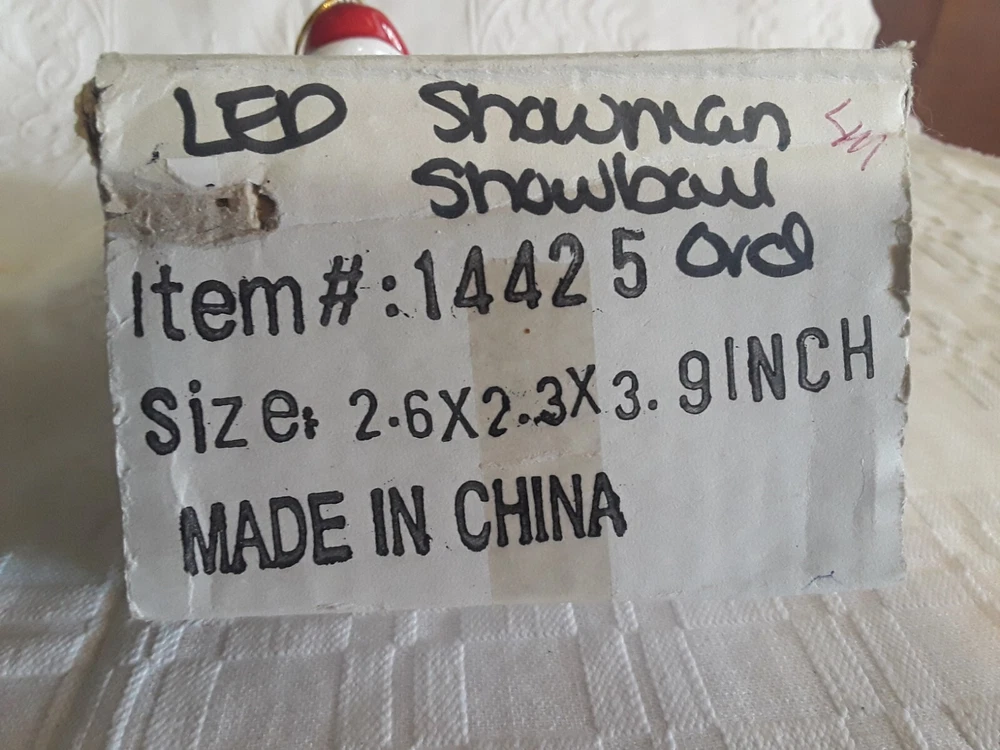 LED Snowman
Snowball
Item#:14425 Ord
Size: 2.6X2.3X3.9INCH
MADE IN CHINA